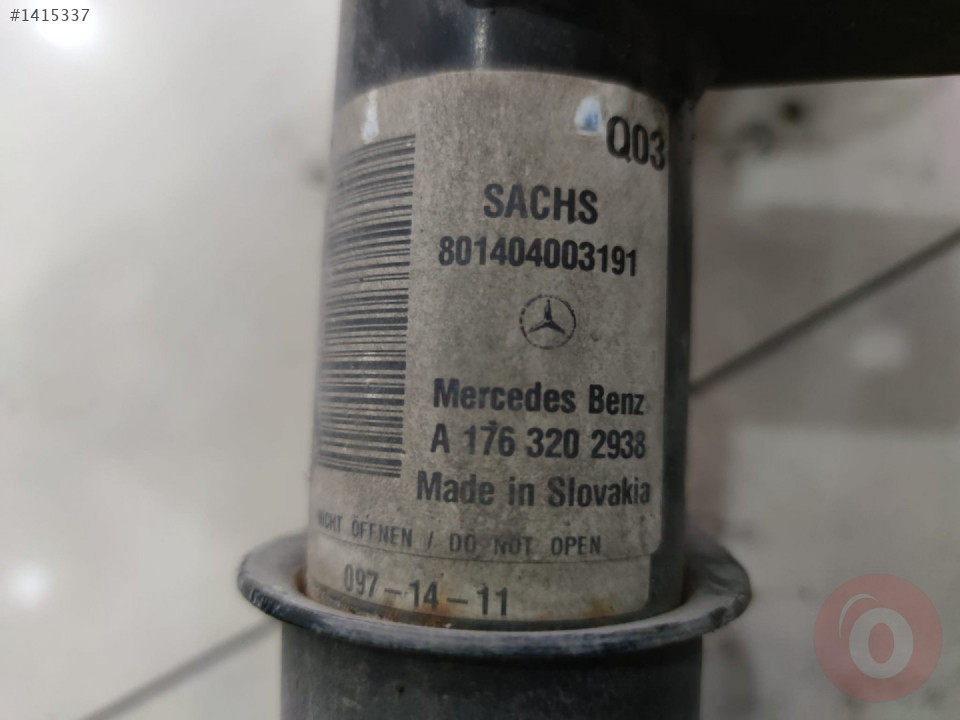 #1415337
Q03
SACHS
801404003191
Mercedes Benz
A 176 320 2938
Made in Slovakia
NICHT ÖFFNEN / DO NOT OPEN
097-14-11
O